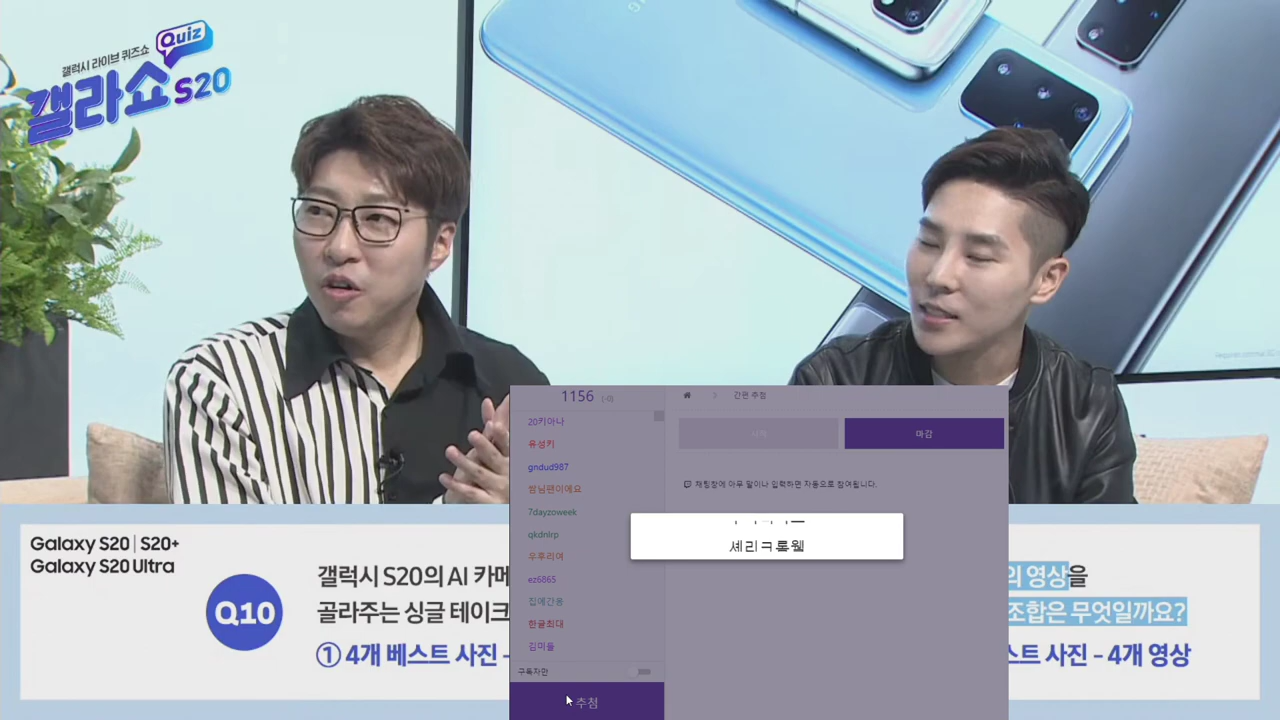 갤럭시 라이브 퀴즈쇼
Quiz
갤라쇼 S20
1156 (-0)
20키아나
유성키
gndud987
쌈님팬이에요
7dayzoweek
qkdnlrp
우후리여
ez6865
집에간용
한글최대
김미돌
구독자만
추첨
간편 추첨
마감
채팅창에 아무 말이나 입력하면 자동으로 참여됩니다.
셰리ㅋ롤웰
Galaxy S20 | S20+
Galaxy S20 Ultra
Q10
갤럭시 S20의 AI 카메
의 영상을
골라주는 싱글 테이크
조합은 무엇일까요?
① 4개 베스트 사진 -
스트 사진 - 4개 영상